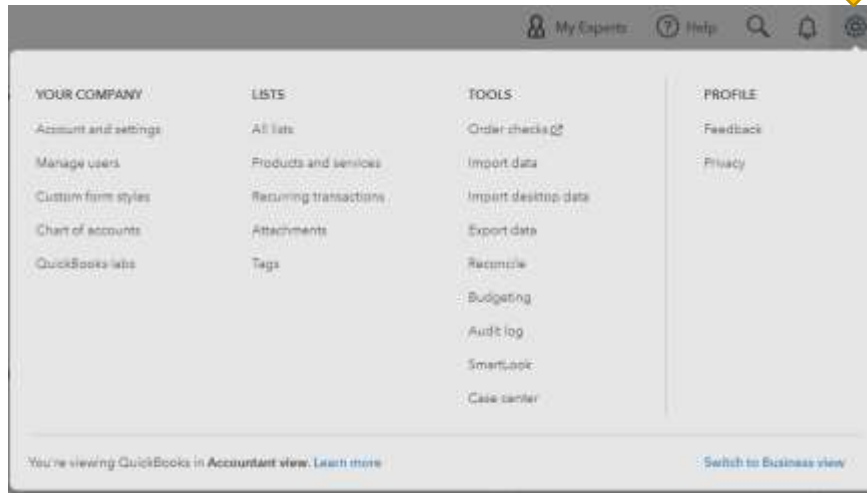 My Experts
Help
YOUR COMPANY
Account and settings
Manage users
Custom form styles
Chart of accounts
QuickBooks labs
LISTS
All lists
Products and services
Recurring transactions
Attachments
Tags
TOOLS
Order checks
Import data
Import desktop data
Export data
Reconcile
Budgeting
Audit log
SmartLook
Case center
PROFILE
Feedback
Privacy
You're viewing QuickBooks in Accountant view. Learn more
Switch to Business view